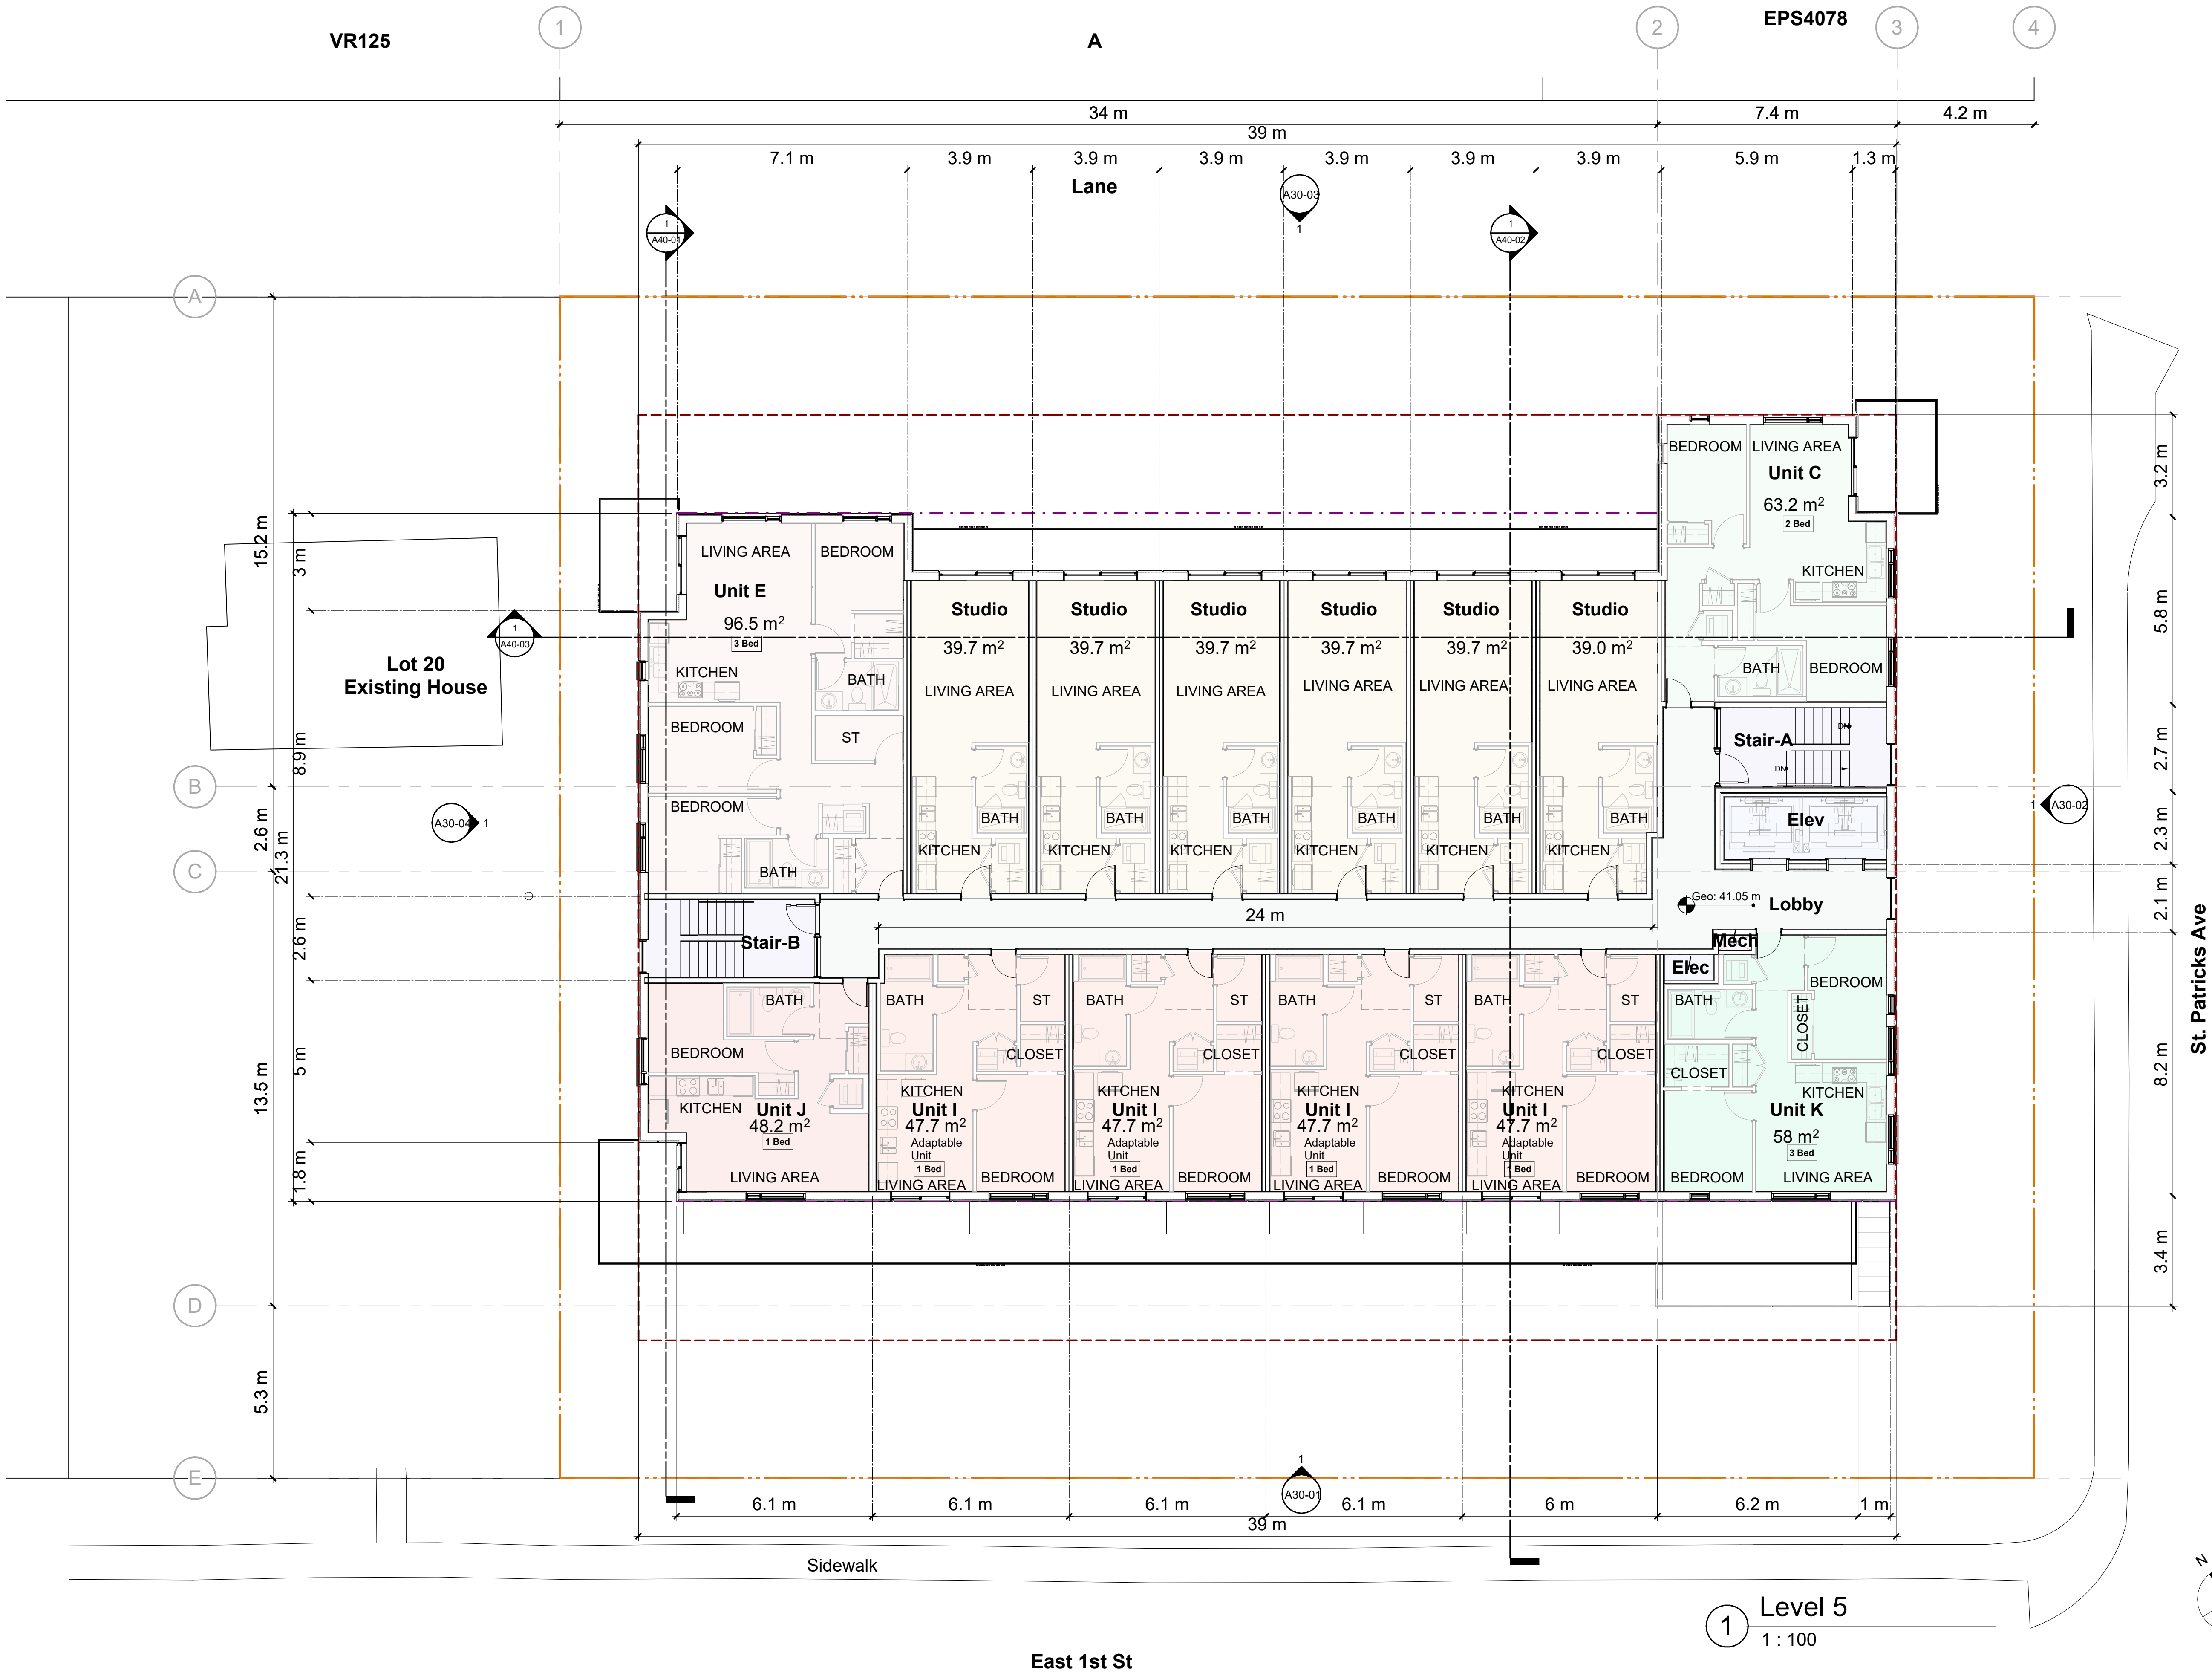 VR125
1
A
2
EPS4078
3
4
34 m
7.4 m
4.2 m
39 m
7.1 m
3.9 m
3.9 m
3.9 m
3.9 m
3.9 m
3.9 m
5.9 m
1.3 m
Lane
A30-03
1
1
A40-01
1
A40-02
A
BEDROOM
LIVING AREA
Unit C
63.2 m²
2 Bed
KITCHEN
BATH
BEDROOM
3.2 m
5.8 m
2.7 m
2.3 m
2.1 m
8.2 m
3.4 m
15.2 m
3 m
8.9 m
2.6 m
21.3 m
2.6 m
5 m
13.5 m
1.8 m
5.3 m
LIVING AREA
BEDROOM
Unit E
96.5 m²
3 Bed
KITCHEN
BATH
BEDROOM
ST
BEDROOM
BATH
1
A40-03
Lot 20
Existing House
Studio
Studio
Studio
Studio
Studio
Studio
39.7 m²
39.7 m²
39.7 m²
39.7 m²
39.7 m²
39.0 m²
LIVING AREA
LIVING AREA
LIVING AREA
LIVING AREA
LIVING AREA
LIVING AREA
BATH
BATH
BATH
BATH
BATH
BATH
KITCHEN
KITCHEN
KITCHEN
KITCHEN
KITCHEN
KITCHEN
Stair-A
DN
DN
Elev
B
A30-04
1
1
A30-02
C
Geo: 41.05 m
Lobby
24 m
Stair-B
Mech
Elec
BATH
BEDROOM
KITCHEN
Unit J
48.2 m²
1 Bed
LIVING AREA
BATH
ST
CLOSET
KITCHEN
Unit I
47.7 m²
Adaptable
Unit
1 Bed
LIVING AREA
BEDROOM
BATH
ST
CLOSET
KITCHEN
Unit I
47.7 m²
Adaptable
Unit
1 Bed
LIVING AREA
BEDROOM
BATH
ST
CLOSET
KITCHEN
Unit I
47.7 m²
Adaptable
Unit
1 Bed
LIVING AREA
BEDROOM
BATH
ST
CLOSET
KITCHEN
Unit I
47.7 m²
Adaptable
Unit
1 Bed
LIVING AREA
BEDROOM
BATH
BEDROOM
CLOSET
CLOSET
KITCHEN
Unit K
58 m²
3 Bed
BEDROOM
LIVING AREA
St. Patricks Ave
D
E
1
A30-01
6.1 m
6.1 m
6.1 m
6.1 m
6 m
6.2 m
1 m
39 m
Sidewalk
N
1
Level 5
1 : 100
East 1st St